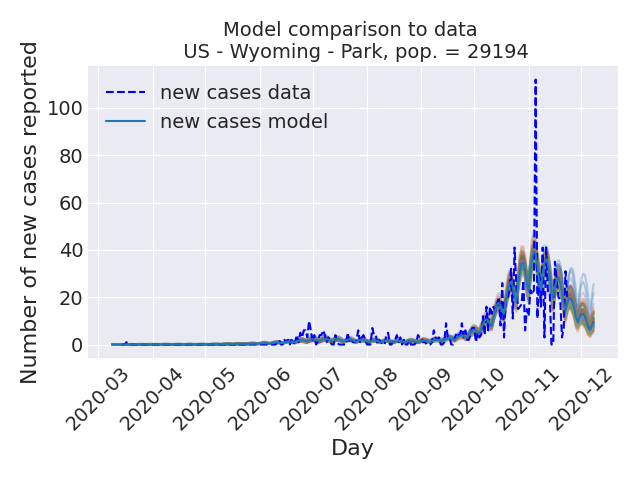 Model comparison to data
US - Wyoming - Park, pop. = 29194
Number of new cases reported
100
80
60
40
20
0
new cases data
new cases model
2020-03
2020-04
2020-05
2020-06
2020-07
2020-08
2020-09
2020-10
2020-11
2020-12
Day